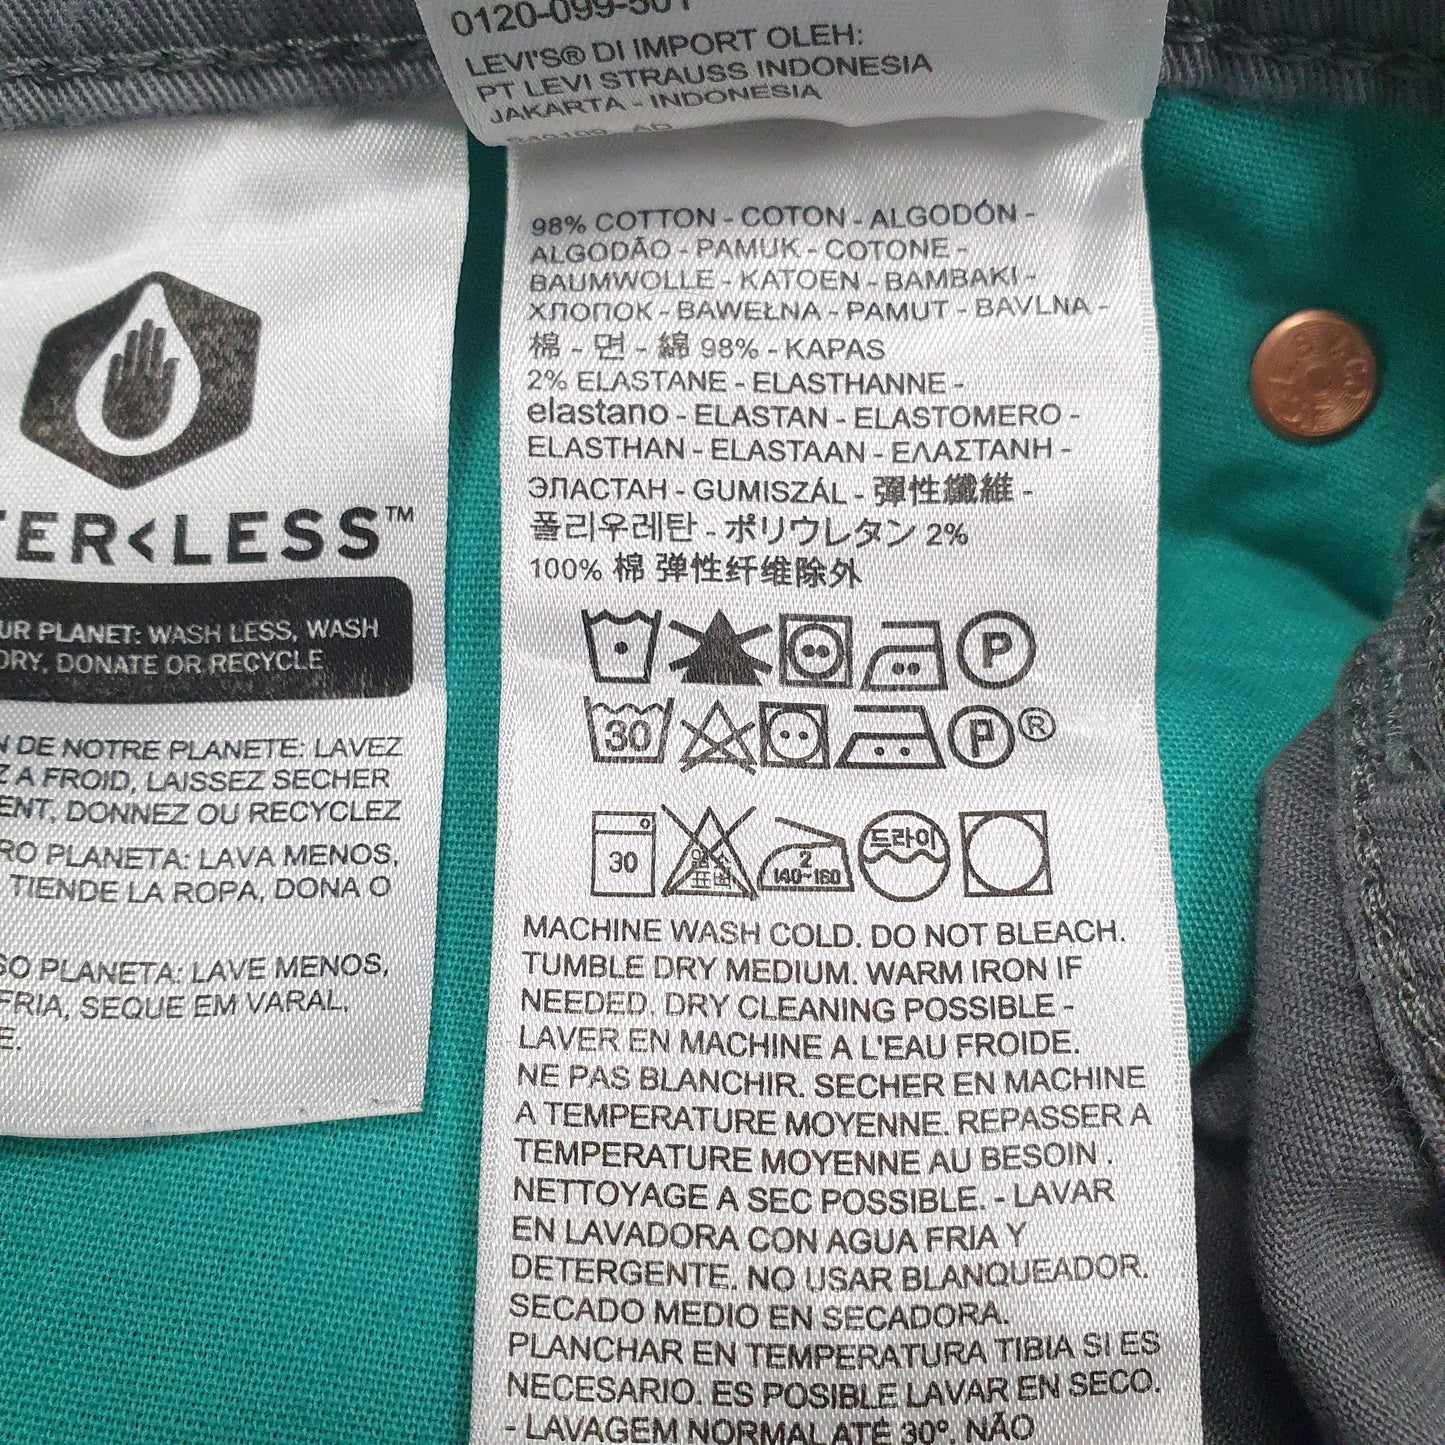 0120-099-501
LEVI'S® DI IMPORT OLEH:
PT LEVI STRAUSS INDONESIA
JAKARTA - INDONESIA
98% COTTON - COTON - ALGODÓN -
ALGODÃO - PAMUK - COTONE -
BAUMWOLLE - KATOEN - BAMBAKI -
ХЛОПОК - BAWEŁNA - PAMUT - BAVLNA -
棉 - 면 - 綿 98% - KAPAS
2% ELASTANE - ELASTHANNE -
elastano - ELASTAN - ELASTOMERO -
ELASTHAN - ELASTAAN - ΕΛΑΣΤΑΝΗ -
ЭЛАСТАН - GUMISZÁL - 彈性纖維 -
폴리우레탄 - ポリウレタン 2%
100% 棉 弹性纤维除外
P
30 P ®
30 2 140~160 드라이
MACHINE WASH COLD. DO NOT BLEACH.
TUMBLE DRY MEDIUM. WARM IRON IF
NEEDED. DRY CLEANING POSSIBLE -
LAVER EN MACHINE A L'EAU FROIDE.
NE PAS BLANCHIR. SECHER EN MACHINE
A TEMPERATURE MOYENNE. REPASSER A
TEMPERATURE MOYENNE AU BESOIN .
NETTOYAGE A SEC POSSIBLE. - LAVAR
EN LAVADORA CON AGUA FRIA Y
DETERGENTE. NO USAR BLANQUEADOR.
SECADO MEDIO EN SECADORA.
PLANCHAR EN TEMPERATURA TIBIA SI ES
NECESARIO. ES POSIBLE LAVAR EN SECO.
- LAVAGEM NORMAL ATÉ 30º. NÃO
TER<LESS™
UR PLANET: WASH LESS, WASH
DRY, DONATE OR RECYCLE
N DE NOTRE PLANETE: LAVEZ
Z A FROID, LAISSEZ SECHER
ENT, DONNEZ OU RECYCLEZ
RO PLANETA: LAVA MENOS,
TIENDE LA ROPA, DONA O
SO PLANETA: LAVE MENOS,
FRIA, SEQUE EM VARAL,
E.